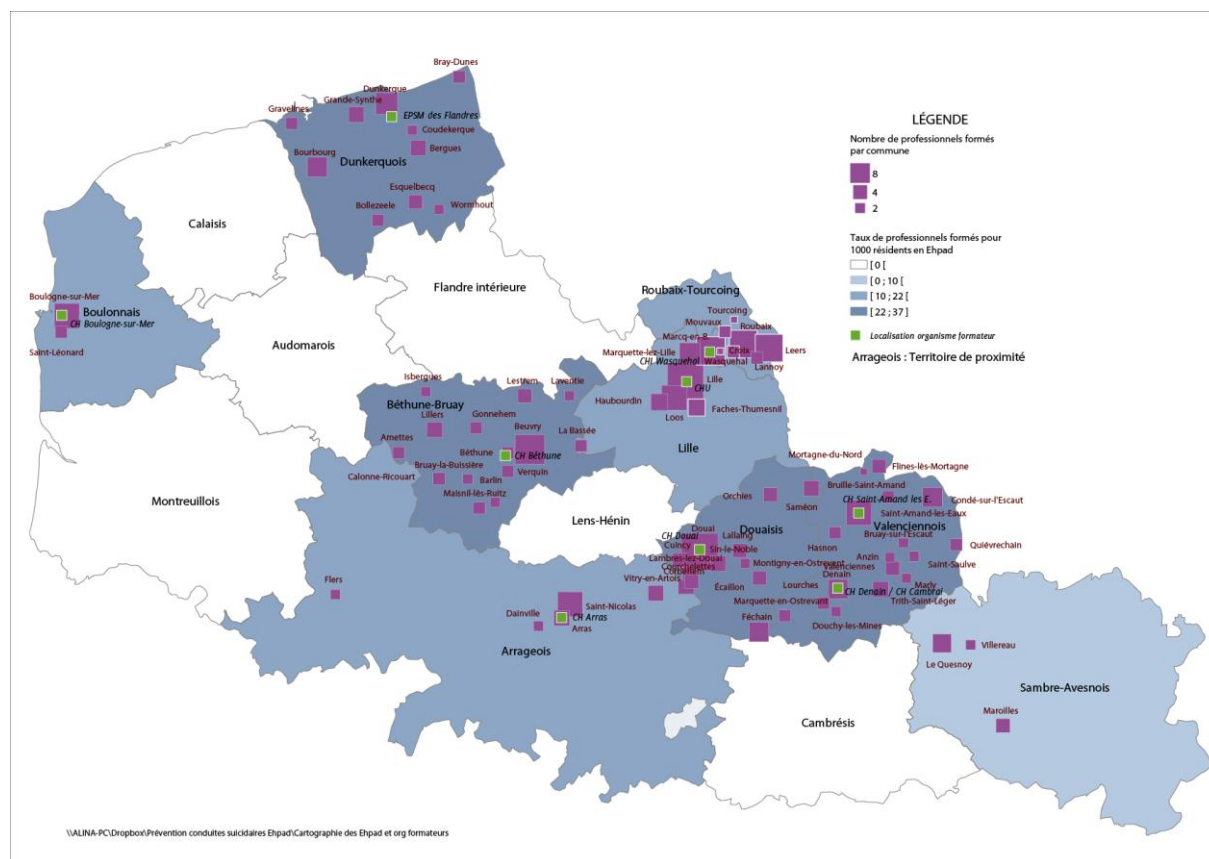 Bray-Dunes
Dunkerque
Grande-Synthe
Gravelines
EPSM des Flandres
Coudekerque
Bergues
Bourbourg
Dunkerquois
Esquelbecq
Bollezeele
Wormhout
Calaisis
Flandre intérieure
Audomarois
Boulogne-sur-Mer
Boulonnais
CH Boulogne-sur-Mer
Saint-Léonard
Montreuillois
Roubaix-Tourcoing
Tourcoing
Mouvaux
Roubaix
Marcq-en-B.
Marquette-lez-Lille
Croix
Leers
CHI Wasquehal
Wasquehal
Lannoy
Lille
CHU
Haubourdin
Faches-Thumesnil
Loos
Lille
Isbergues
Lestrem
Laventie
Béthune-Bruay
Lillers
Gonnehem
Beuvry
La Bassée
Amettes
Béthune
CH Béthune
Calonne-Ricouart
Bruay-la-Buissière
Verquin
Barlin
Maisnil-lès-Ruitz
Lens-Hénin
Mortagne-du-Nord
Flines-lès-Mortagne
Orchies
Bruille-Saint-Amand
Saméon
CH Saint-Amand les E.
Condé-sur-l'Escaut
Saint-Amand-les-Eaux
Douaisis
Valenciennois
Douai
CH Douai
Lallaing
Cuincy
Sin-le-Noble
Hasnon
Bruay-sur-l'Escaut
Quiévrechain
Lambres-lez-Douai
Montigny-en-Ostrevent
Anzin
Saint-Saulve
Courchelettes
Valenciennes
Corbehem
Vitry-en-Artois
Écaillon
Lourches
Denain
Marly
CH Denain / CH Cambrai
Marquette-en-Ostrevant
Trith-Saint-Léger
Féchain
Douchy-les-Mines
Flers
Saint-Nicolas
Dainville
CH Arras
Arras
Arrageois
Villereau
Le Quesnoy
Sambre-Avesnois
Maroilles
Cambrésis
LÉGENDE
Nombre de professionnels formés
par commune
8
4
2
Taux de professionnels formés pour
1000 résidents en Ehpad
[ 0 [
[ 0 ; 10 [
[ 10 ; 22 [
[ 22 ; 37 ]
Localisation organisme formateur
Arrageois : Territoire de proximité
\\ALINA-PC\Dropbox\Prévention conduites suicidaires Ehpad\Cartographie des Ehpad et org formateurs